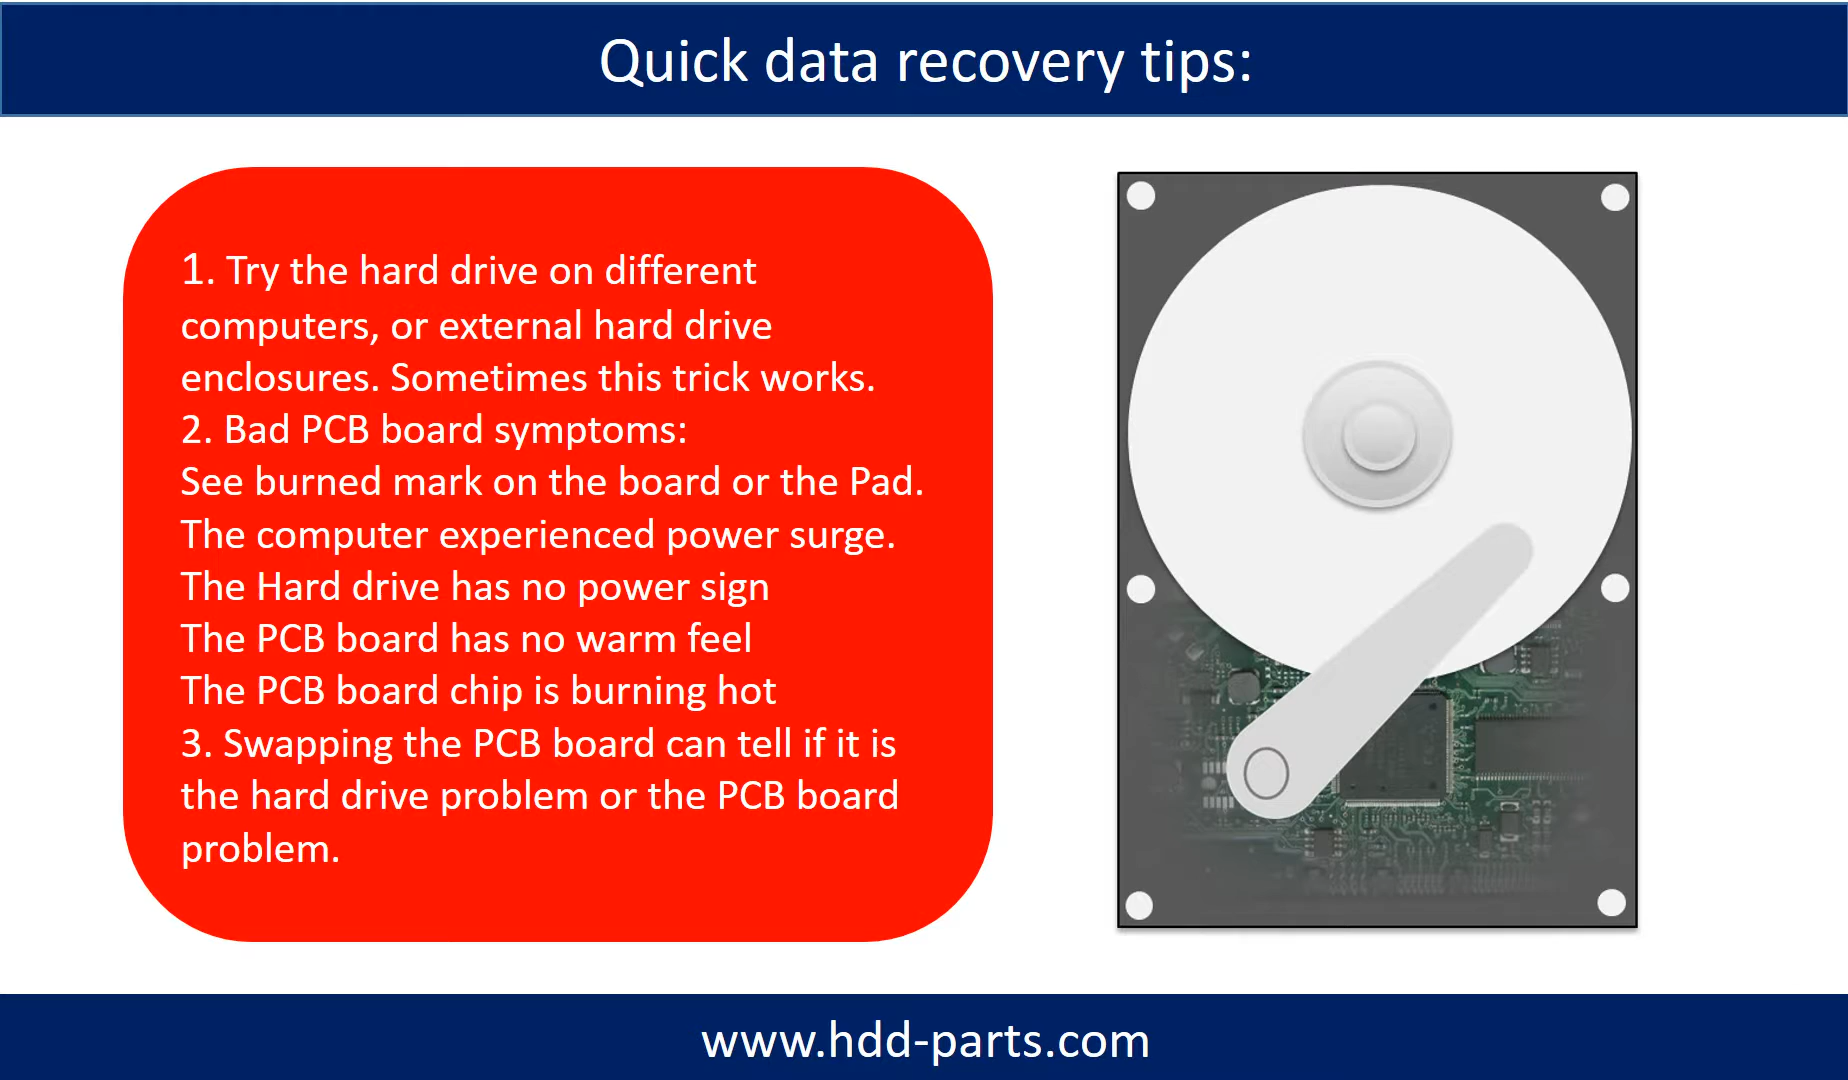 Quick data recovery tips:
1. Try the hard drive on different
computers, or external hard drive
enclosures. Sometimes this trick works.
2. Bad PCB board symptoms:
See burned mark on the board or the Pad.
The computer experienced power surge.
The Hard drive has no power sign
The PCB board has no warm feel
The PCB board chip is burning hot
3. Swapping the PCB board can tell if it is
the hard drive problem or the PCB board
problem.
www.hdd-parts.com